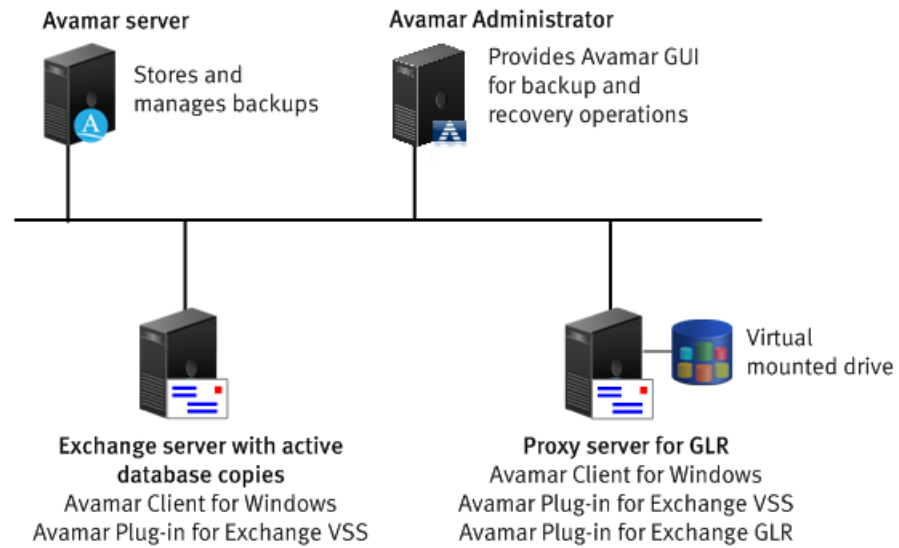 Avamar server
Stores and
manages backups
A
Avamar Administrator
Provides Avamar GUI
for backup and
recovery operations
Virtual
mounted drive
Exchange server with active
database copies
Avamar Client for Windows
Avamar Plug-in for Exchange VSS
Proxy server for GLR
Avamar Client for Windows
Avamar Plug-in for Exchange VSS
Avamar Plug-in for Exchange GLR